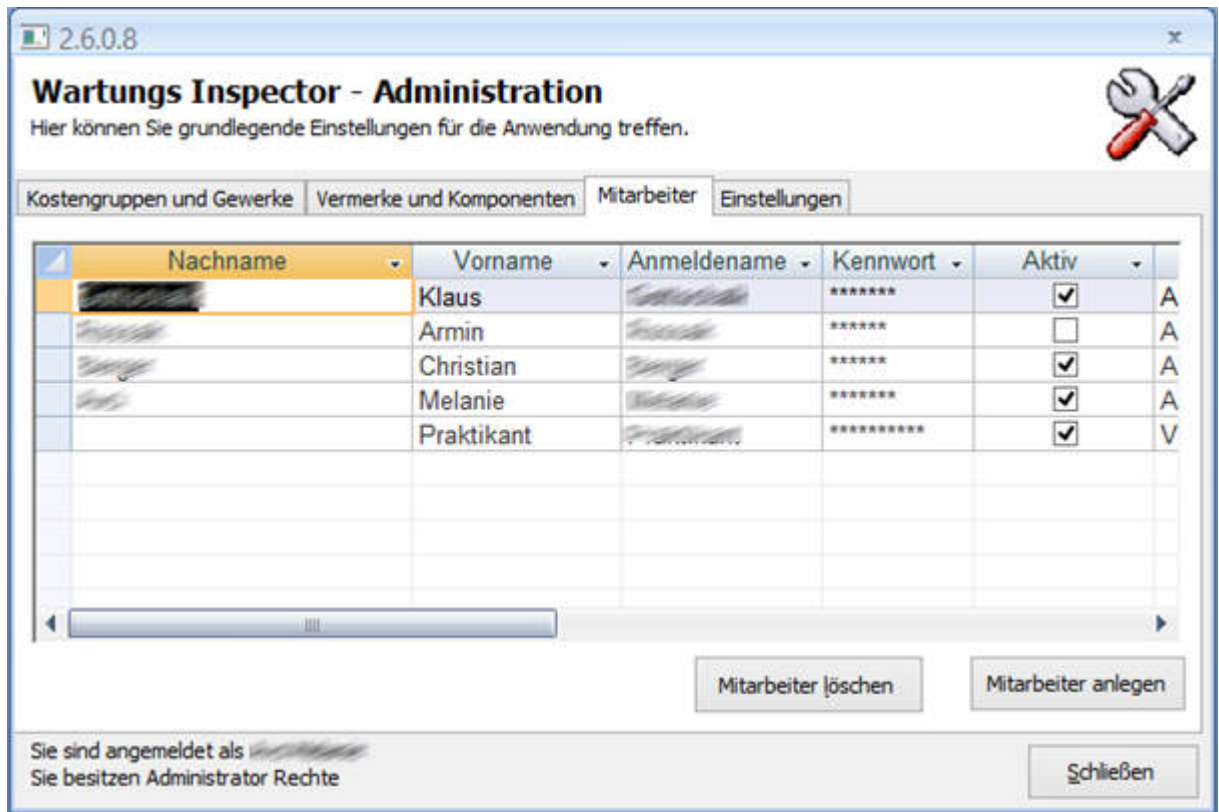 2.6.0.8
Wartungs Inspector - Administration
Hier können Sie grundlegende Einstellungen für die Anwendung treffen.
Kostengruppen und Gewerke Vermerke und Komponenten Mitarbeiter Einstellungen
Nachname Vorname Anmeldename Kennwort Aktiv
Klaus ******* A
Armin ****** A
Christian ****** A
Melanie ******* A
Praktikant ********** V
Mitarbeiter löschen Mitarbeiter anlegen
Sie sind angemeldet als
Sie besitzen Administrator Rechte
Schließen